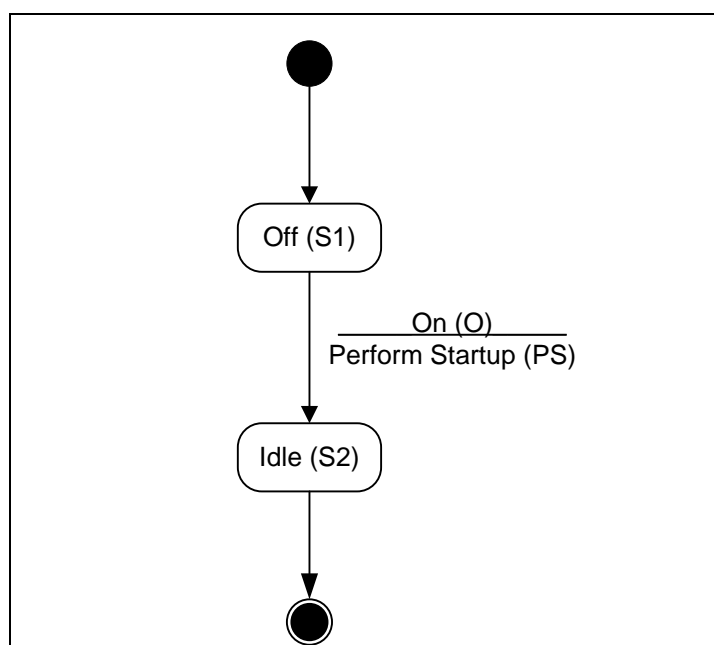 Off (S1)
On (O)
Perform Startup (PS)
Idle (S2)